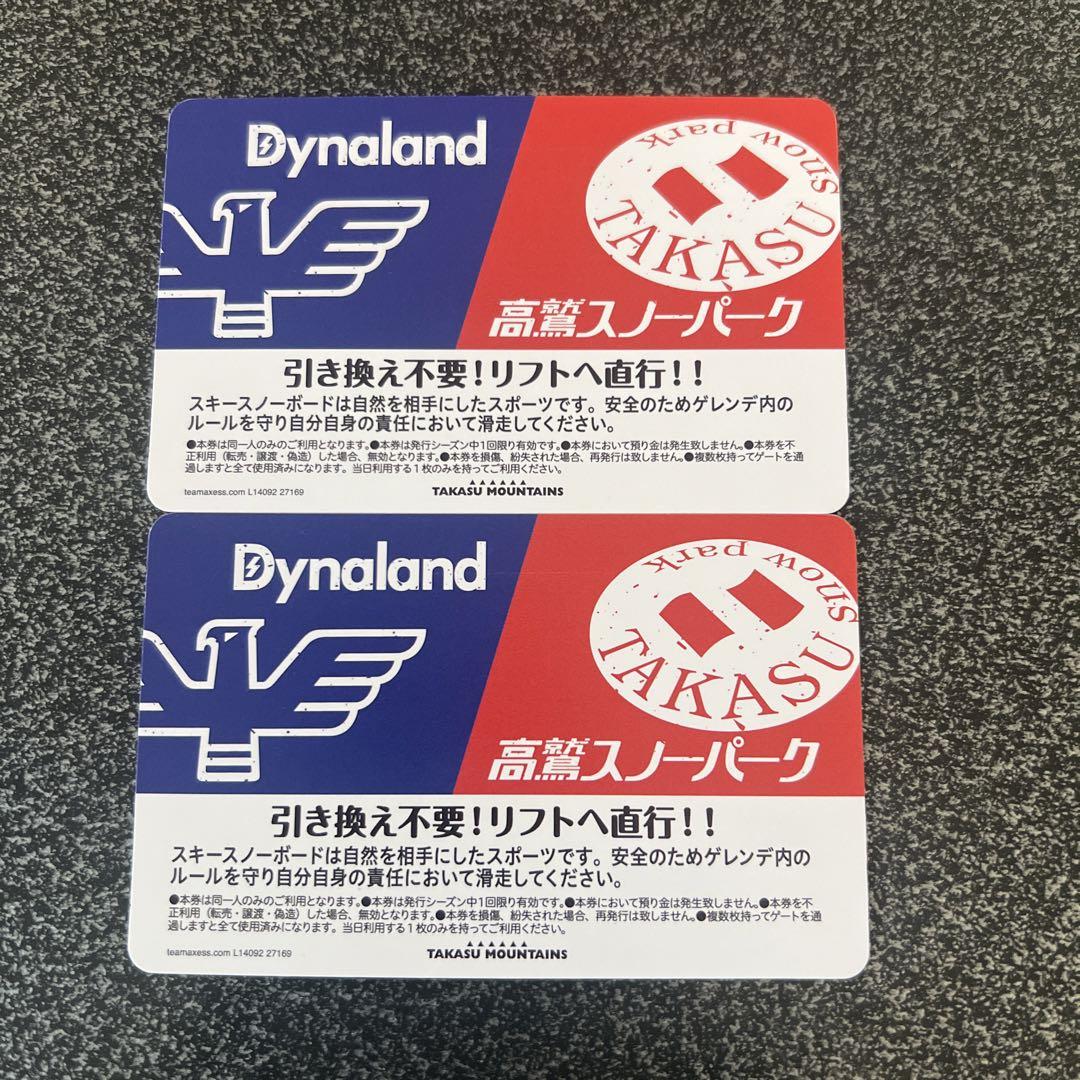 Dynaland
snow park
TAKASU
高鷲スノーパーク
引き換え不要!リフトへ直行!!
スキースノーボードは自然を相手にしたスポーツです。安全のためゲレンデ内の
ルールを守り自分自身の責任において滑走してください。
●本券は同一人のみのご利用となります。●本券は発行シーズン中1回限り有効です。●本券において預り金は発生致しません。●本券を不
正利用(転売・譲渡・偽造)した場合、無効となります。●本券を損傷、紛失された場合、再発行は致しません。●複数枚持ってゲートを通
過しますと全て使用済みになります。当日利用する1枚のみを持ってご利用ください。
teamaxess.com L14092 27169
TAKASU MOUNTAINS
Dynaland
snow park
TAKASU
高鷲スノーパーク
引き換え不要!リフトへ直行!!
スキースノーボードは自然を相手にしたスポーツです。安全のためゲレンデ内の
ルールを守り自分自身の責任において滑走してください。
●本券は同一人のみのご利用となります。●本券は発行シーズン中1回限り有効です。●本券において預り金は発生致しません。●本券を不
正利用(転売・譲渡・偽造)した場合、無効となります。●本券を損傷、紛失された場合、再発行は致しません。●複数枚持ってゲートを通
過しますと全て使用済みになります。当日利用する1枚のみを持ってご利用ください。
teamaxess.com L14092 27169
TAKASU MOUNTAINS